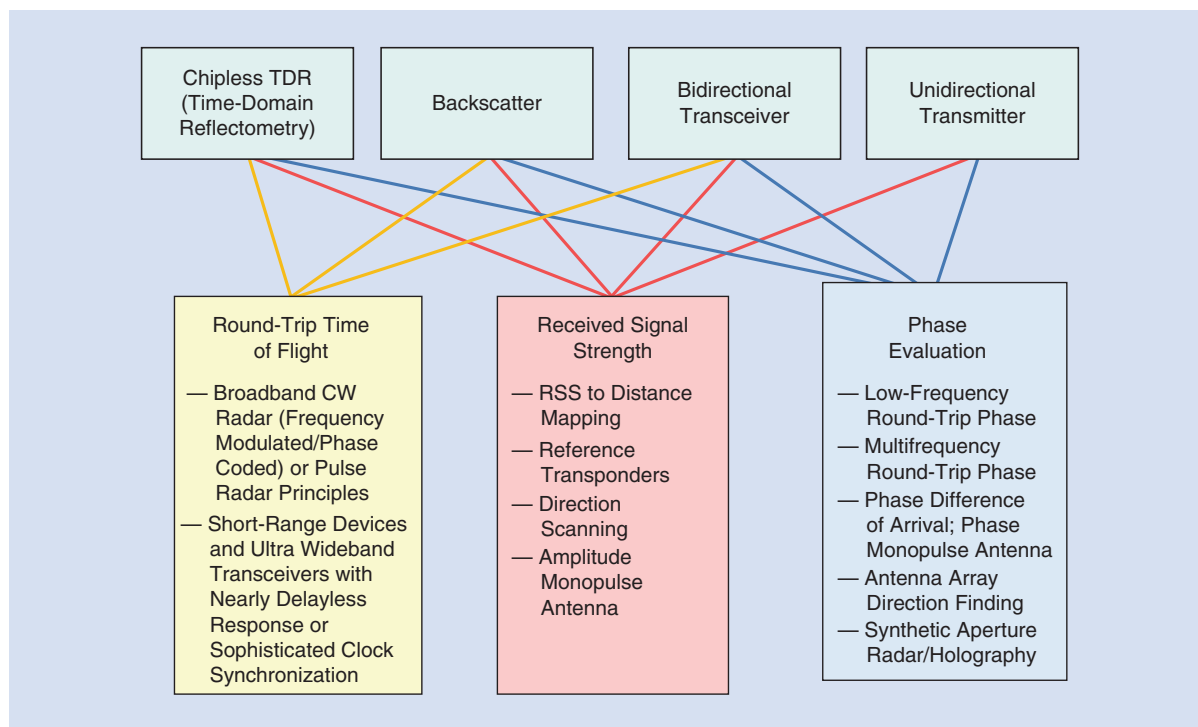 Chipless TDR
(Time-Domain
Reflectometry)
Backscatter
Bidirectional
Transceiver
Unidirectional
Transmitter
Round-Trip Time
of Flight
— Broadband CW
Radar (Frequency
Modulated/Phase
Coded) or Pulse
Radar Principles
— Short-Range Devices
and Ultra Wideband
Transceivers with
Nearly Delayless
Response or
Sophisticated Clock
Synchronization
Received Signal
Strength
— RSS to Distance
Mapping
— Reference
Transponders
— Direction
Scanning
— Amplitude
Monopulse
Antenna
Phase
Evaluation
— Low-Frequency
Round-Trip Phase
— Multifrequency
Round-Trip Phase
— Phase Difference
of Arrival; Phase
Monopulse Antenna
— Antenna Array
Direction Finding
— Synthetic Aperture
Radar/Holography